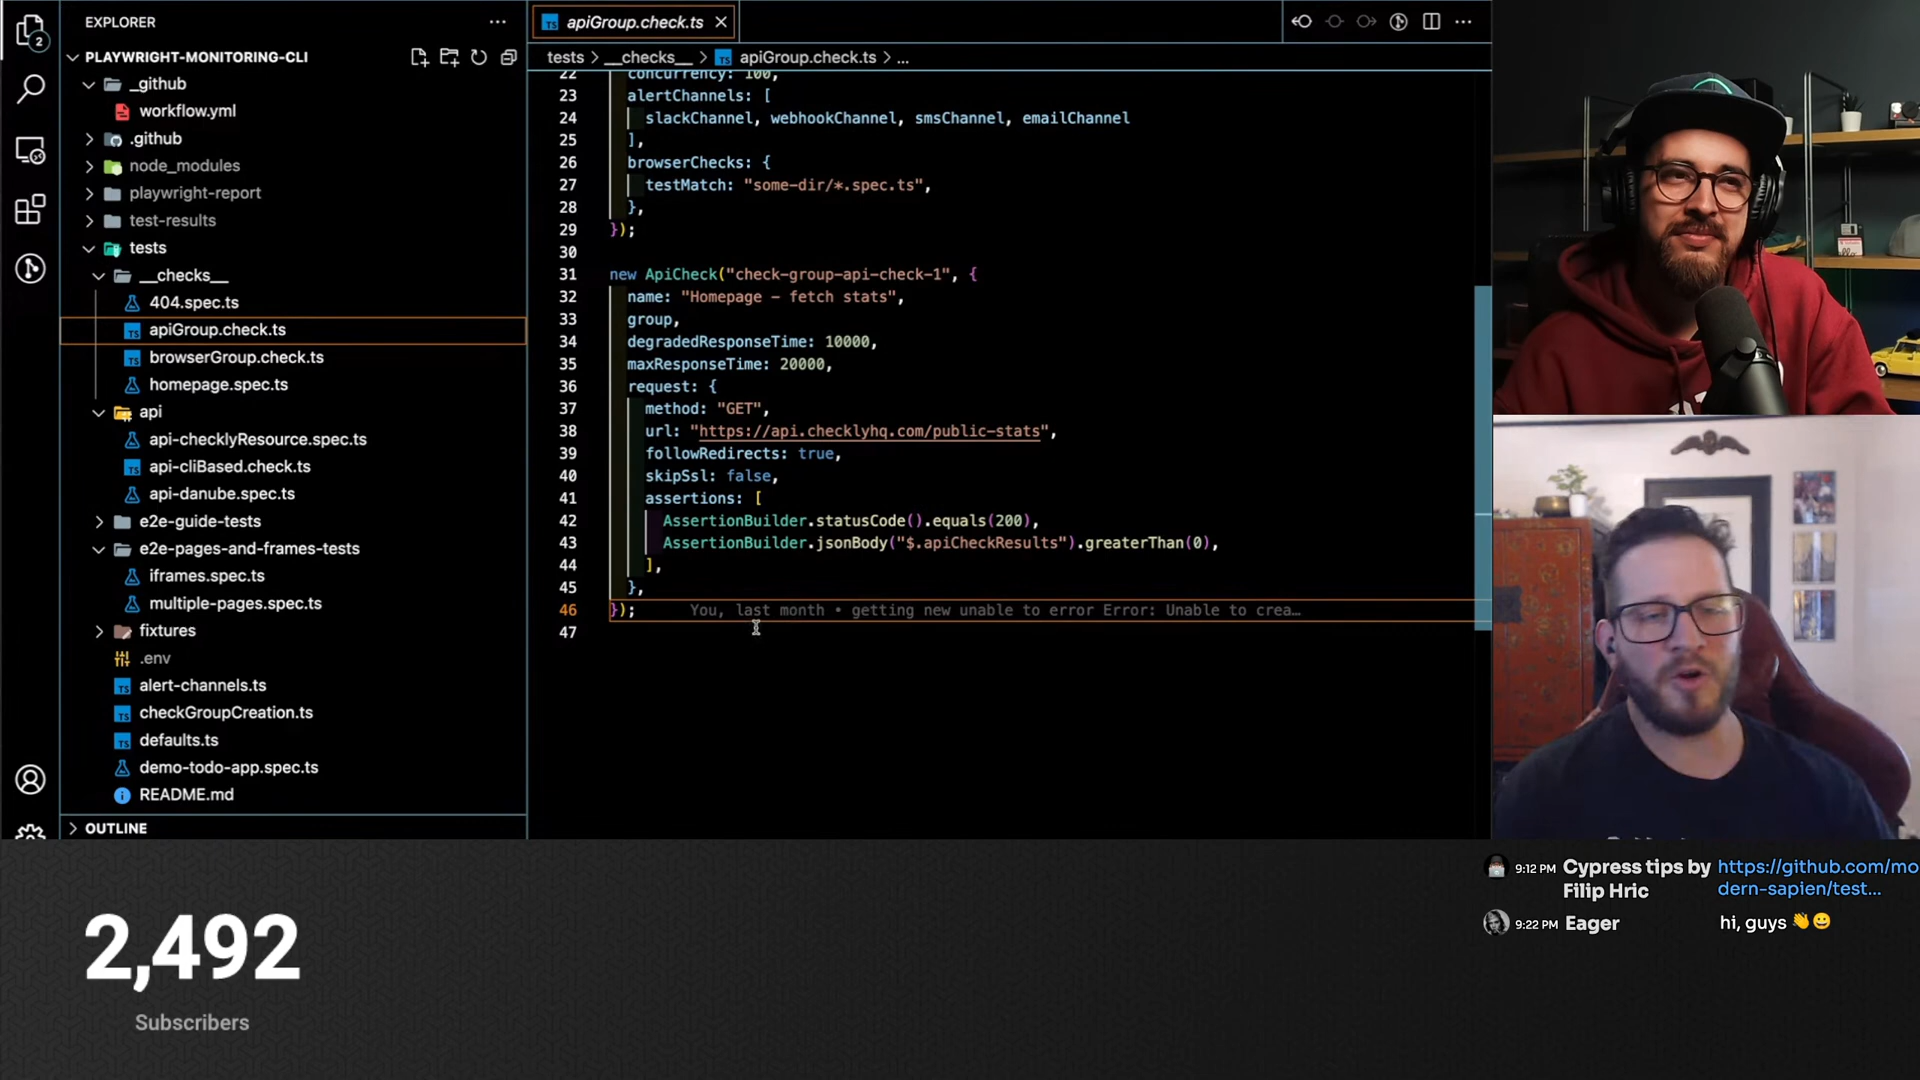 2
EXPLORER
PLAYWRIGHT-MONITORING-CLI
_github
workflow.yml
.github
node_modules
playwright-report
test-results
tests
__checks__
404.spec.ts
apiGroup.check.ts
browserGroup.check.ts
homepage.spec.ts
api
api-checklyResource.spec.ts
api-cliBased.check.ts
api-danube.spec.ts
e2e-guide-tests
e2e-pages-and-frames-tests
iframes.spec.ts
multiple-pages.spec.ts
fixtures
.env
alert-channels.ts
checkGroupCreation.ts
defaults.ts
demo-todo-app.spec.ts
README.md
OUTLINE
TS apiGroup.check.ts
tests > __checks__ > TS apiGroup.check.ts > ...
22 concurrency: 100,
23 alertChannels: [
24 slackChannel, webhookChannel, smsChannel, emailChannel
25 ],
26 browserChecks: {
27 testMatch: "some-dir/*.spec.ts",
28 },
29 });
30
31 new ApiCheck("check-group-api-check-1", {
32 name: "Homepage - fetch stats",
33 group,
34 degradedResponseTime: 10000,
35 maxResponseTime: 20000,
36 request: {
37 method: "GET",
38 url: "https://api.checklyhq.com/public-stats",
39 followRedirects: true,
40 skipSsl: false,
41 assertions: [
42 AssertionBuilder.statusCode().equals(200),
43 AssertionBuilder.jsonBody("$.apiCheckResults").greaterThan(0),
44 ],
45 },
46 }); You, last month • getting new unable to error Error: Unable to crea…
47
2,492
Subscribers
9:12 PM Cypress tips by Filip Hric https://github.com/mo
dern-sapien/test...
9:22 PM Eager hi, guys 👋😀